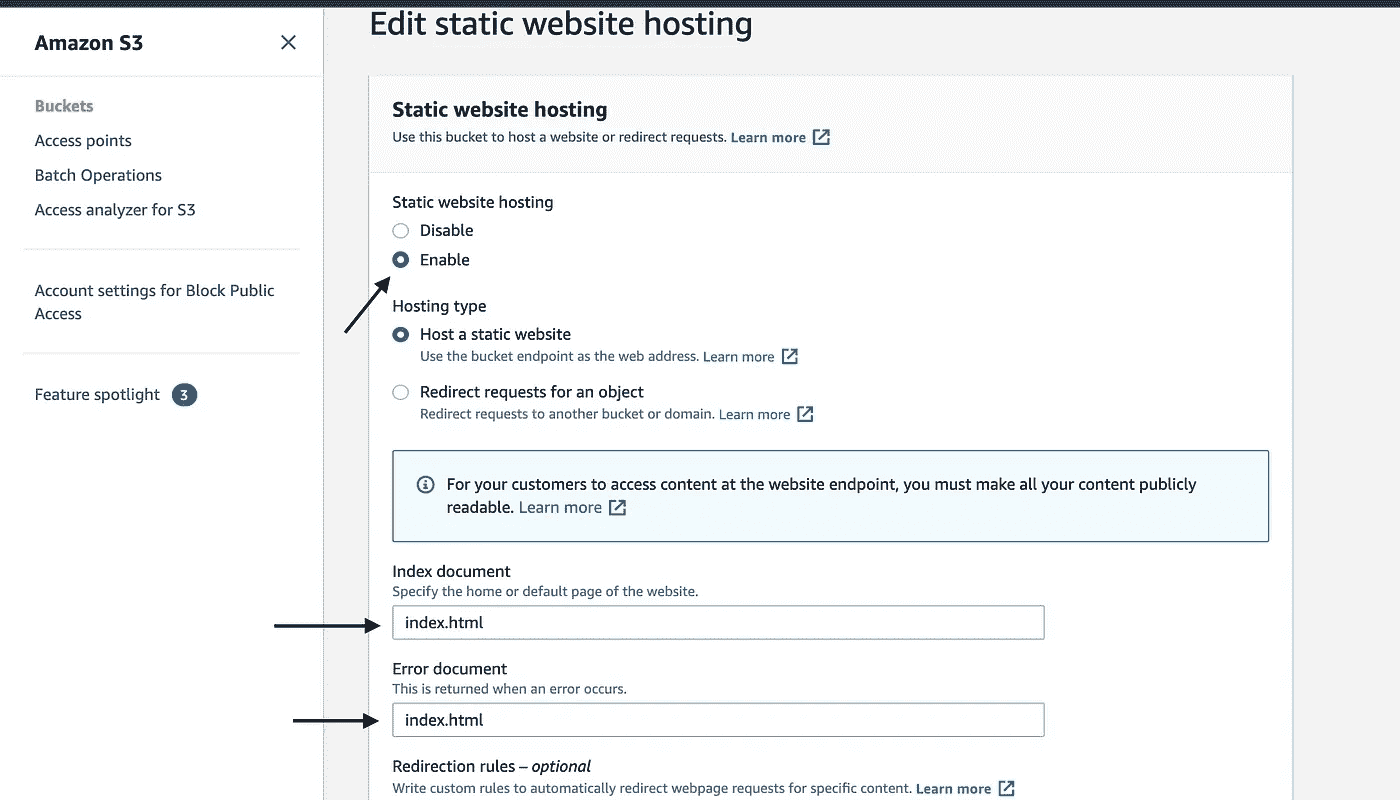 Edit static website hosting
Amazon S3
Buckets
Access points
Batch Operations
Access analyzer for S3
Account settings for Block Public
Access
Feature spotlight 3
Static website hosting
Use this bucket to host a website or redirect requests. Learn more
Static website hosting
Disable
Enable
Hosting type
Host a static website
Use the bucket endpoint as the web address. Learn more
Redirect requests for an object
Redirect requests to another bucket or domain. Learn more
For your customers to access content at the website endpoint, you must make all your content publicly
readable. Learn more
Index document
Specify the home or default page of the website.
index.html
Error document
This is returned when an error occurs.
index.html
Redirection rules – optional
Write custom rules to automatically redirect webpage requests for specific content. Learn more